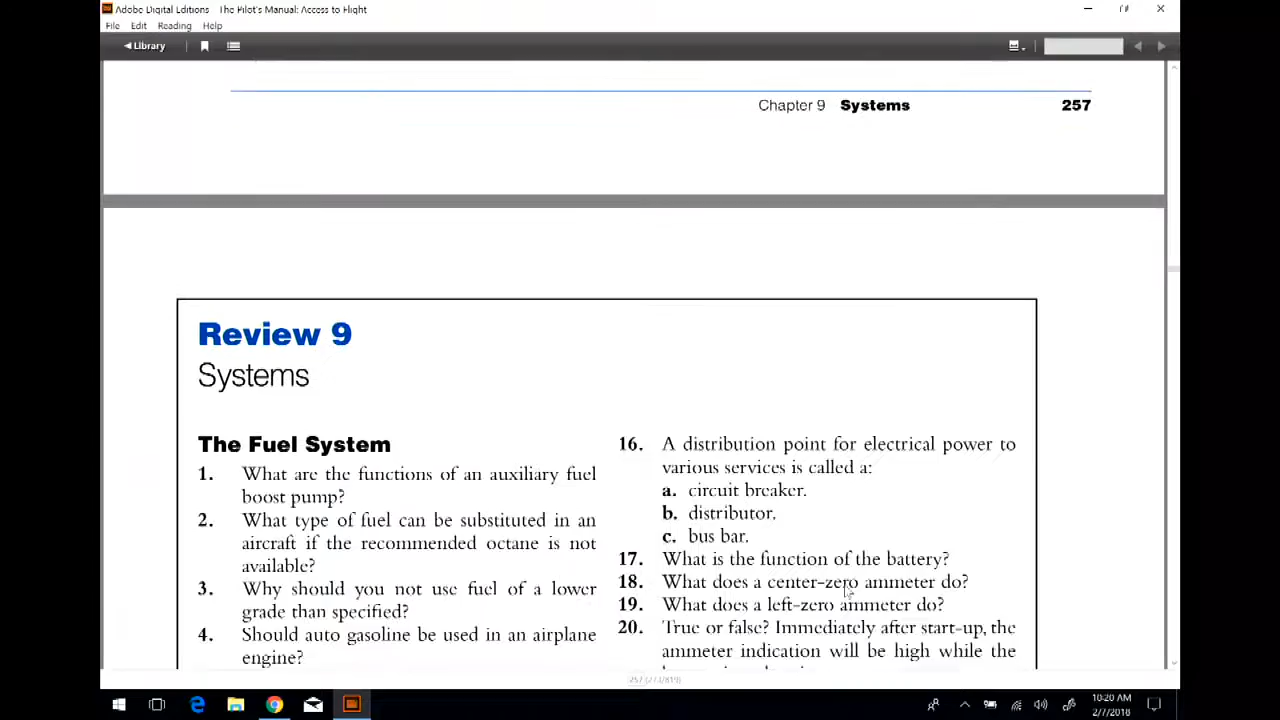 Adobe Digital Editions - The Pilot's Manual: Access to Flight
File Edit Reading Help
Library
Chapter 9 Systems 257
Review 9
Systems
The Fuel System
1. What are the functions of an auxiliary fuel
boost pump?
2. What type of fuel can be substituted in an
aircraft if the recommended octane is not
available?
3. Why should you not use fuel of a lower
grade than specified?
4. Should auto gasoline be used in an airplane
engine?
16. A distribution point for electrical power to
various services is called a:
a. circuit breaker.
b. distributor.
c. bus bar.
17. What is the function of the battery?
18. What does a center-zero ammeter do?
19. What does a left-zero ammeter do?
20. True or false? Immediately after start-up, the
ammeter indication will be high while the
257 (273/819)
10:20 AM
2/7/2018